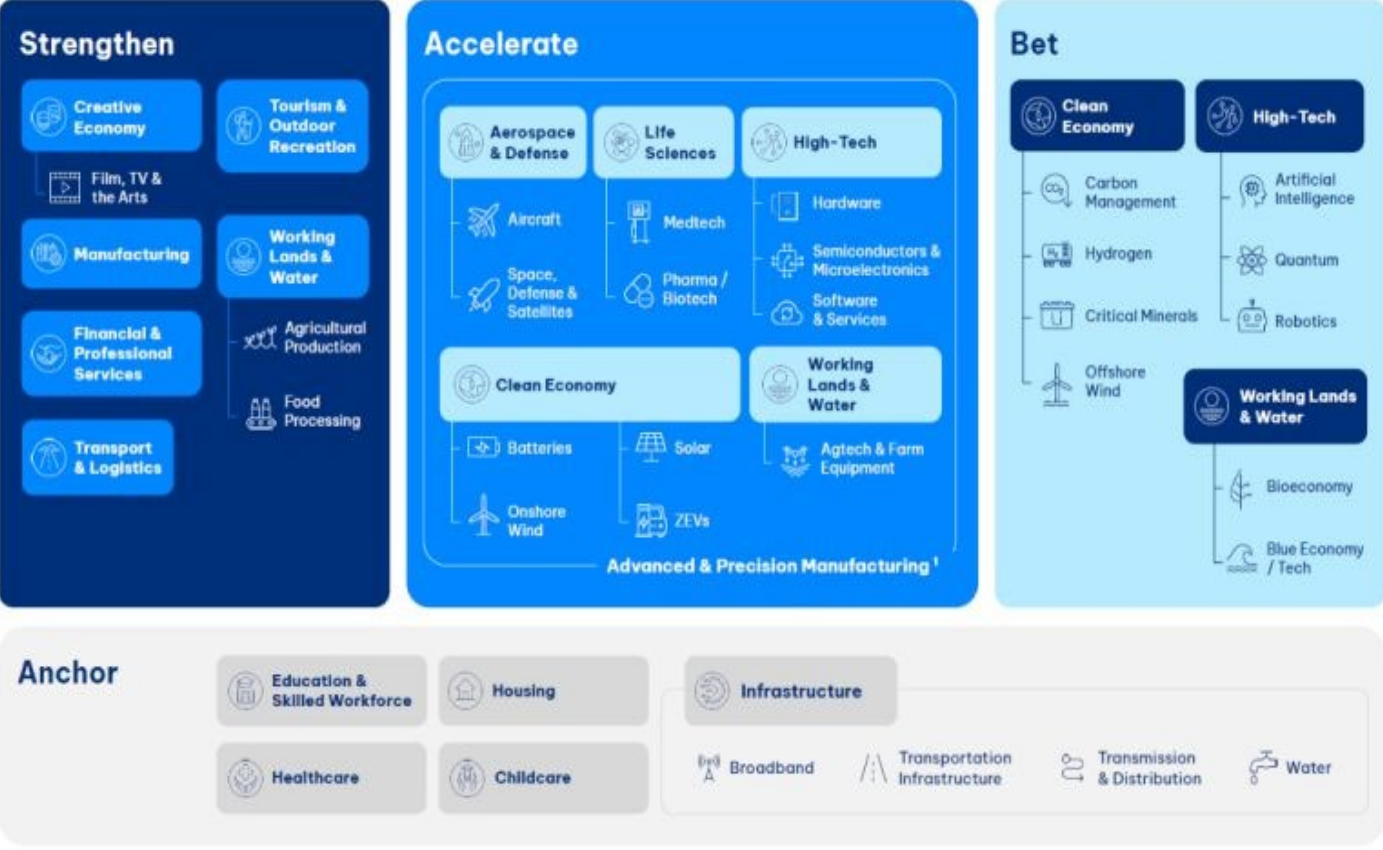 Strengthen
Creative
Economy
Film, TV &
the Arts
Manufacturing
Financial &
Professional
Services
Transport
& Logistics
Tourism &
Outdoor
Recreation
Working
Lands &
Water
Agricultural
Production
Food
Processing
Accelerate
Aerospace
& Defense
Aircraft
Space,
Defense &
Satellites
Life
Sciences
Medtech
Pharma /
Biotech
High-Tech
Hardware
Semiconductors &
Microelectronics
Software
& Services
Clean Economy
Batteries
Onshore
Wind
Solar
ZEVs
Working
Lands &
Water
Agtech & Farm
Equipment
Advanced & Precision Manufacturing¹
Bet
Clean
Economy
CO₂
Carbon
Management
H₂
Hydrogen
Critical Minerals
Offshore
Wind
High-Tech
Artificial
Intelligence
Quantum
Robotics
Working Lands
& Water
Bioeconomy
Blue Economy
/ Tech
Anchor
Education &
Skilled Workforce
Housing
Healthcare
Childcare
Infrastructure
Broadband
Transportation
Infrastructure
Transmission
& Distribution
Water